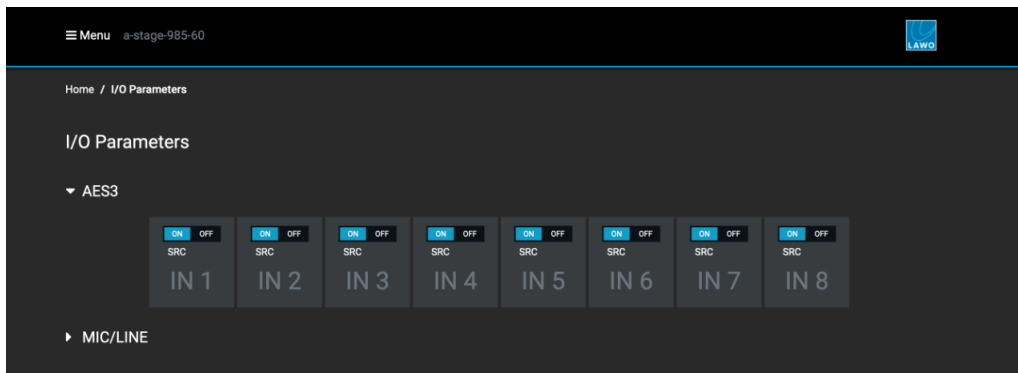 Menu a-stage-985-60
LAWO
Home / I/O Parameters
I/O Parameters
AES3
ON OFF ON OFF ON OFF ON OFF ON OFF ON OFF ON OFF ON OFF
SRC SRC SRC SRC SRC SRC SRC SRC
IN 1 IN 2 IN 3 IN 4 IN 5 IN 6 IN 7 IN 8
MIC/LINE